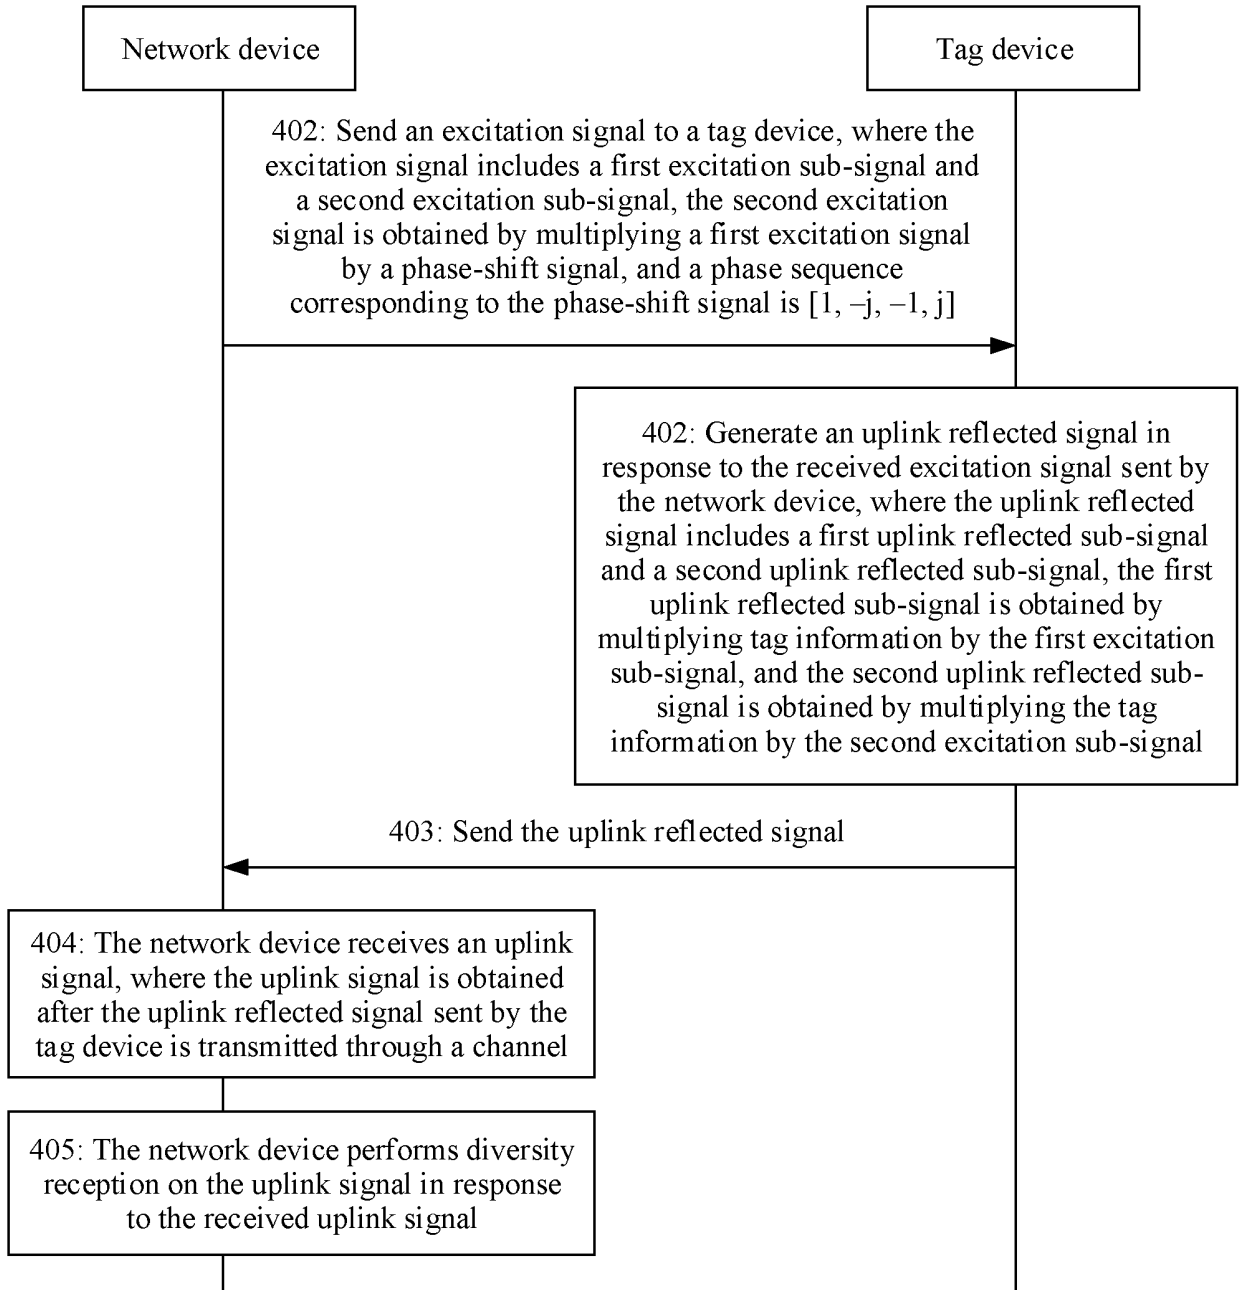 Network device
Tag device
402: Send an excitation signal to a tag device, where the
excitation signal includes a first excitation sub-signal and
a second excitation sub-signal, the second excitation
signal is obtained by multiplying a first excitation signal
by a phase-shift signal, and a phase sequence
corresponding to the phase-shift signal is [1, –j, –1, j]
402: Generate an uplink reflected signal in
response to the received excitation signal sent by
the network device, where the uplink reflected
signal includes a first uplink reflected sub-signal
and a second uplink reflected sub-signal, the first
uplink reflected sub-signal is obtained by
multiplying tag information by the first excitation
sub-signal, and the second uplink reflected sub-
signal is obtained by multiplying the tag
information by the second excitation sub-signal
403: Send the uplink reflected signal
404: The network device receives an uplink
signal, where the uplink signal is obtained
after the uplink reflected signal sent by the
tag device is transmitted through a channel
405: The network device performs diversity
reception on the uplink signal in response
to the received uplink signal